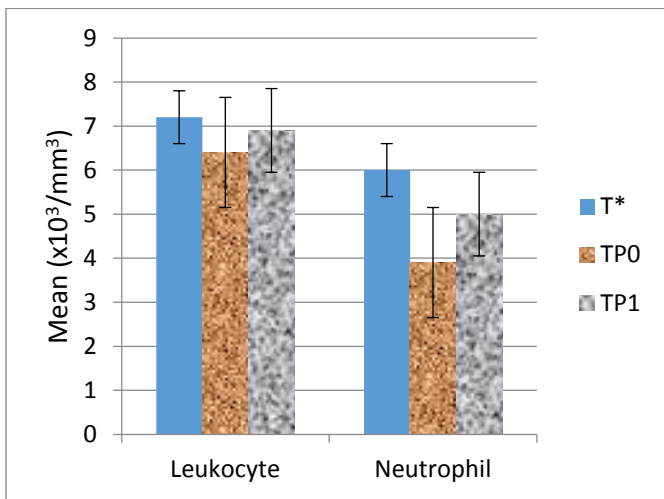 9
8
7
6
5
4
3
2
1
0
Mean (x10³/mm³)
Leukocyte
Neutrophil
T*
TP0
TP1